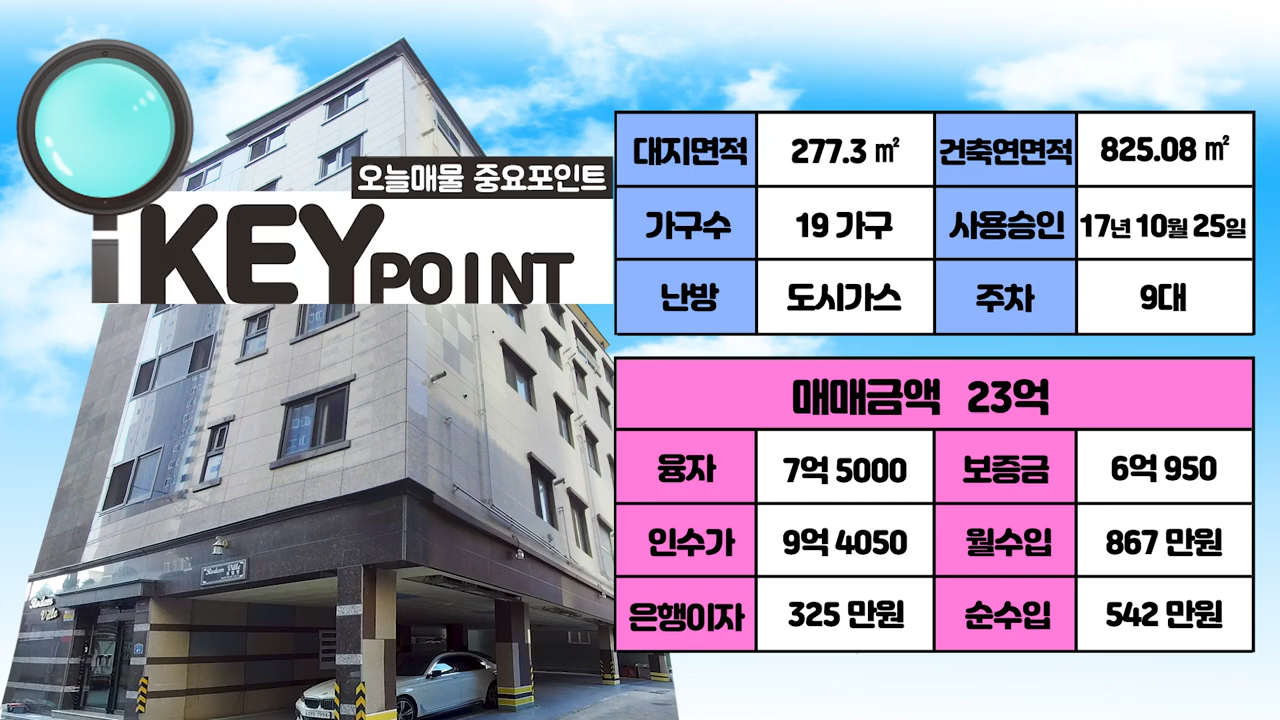 오늘매물 중요포인트
i KEY POINT
대지면적 277.3 ㎡ 건축연면적 825.08 ㎡
가구수 19 가구 사용승인 17년 10월 25일
난방 도시가스 주차 9대
매매금액 23억
융자 7억 5000 보증금 6억 950
인수가 9억 4050 월수입 867 만원
은행이자 325 만원 순수입 542 만원